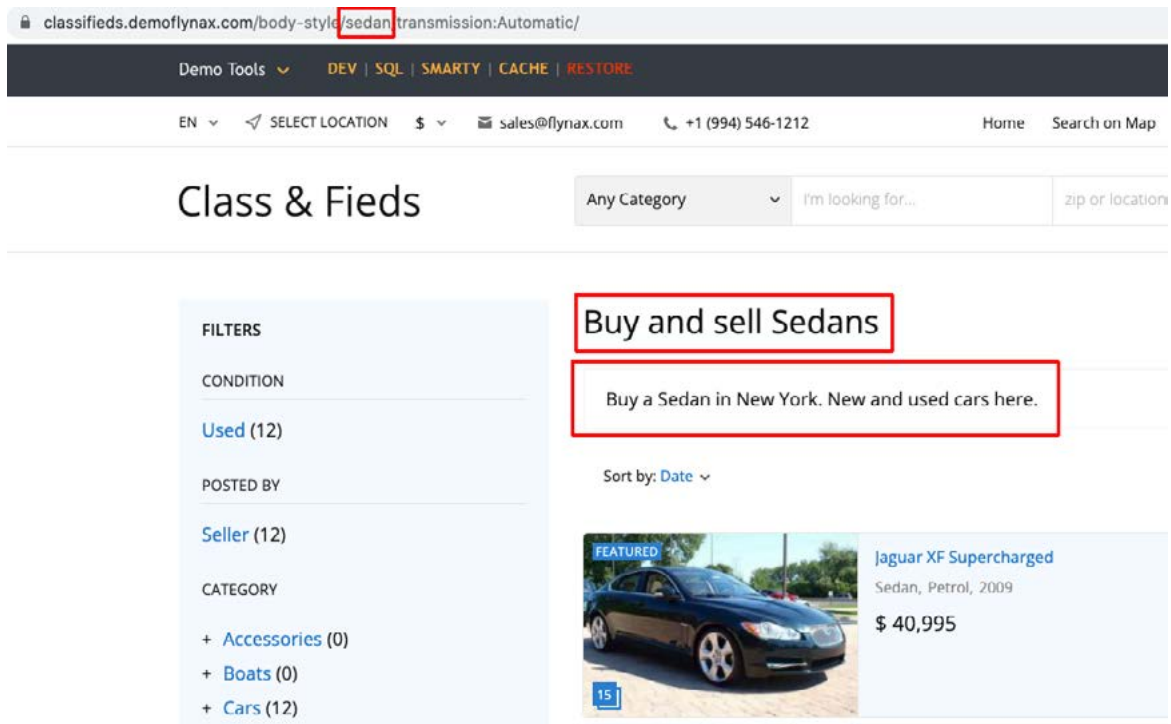 classifieds.demoflynax.com/body-style/sedan/transmission:Automatic/
Demo Tools DEV | SQL | SMARTY | CACHE | RESTORE
EN SELECT LOCATION $ sales@flynax.com +1 (994) 546-1212 Home Search on Map
Class & Fieds
Any Category I'm looking for... zip or location
FILTERS
CONDITION
Used (12)
POSTED BY
Seller (12)
CATEGORY
+ Accessories (0)
+ Boats (0)
+ Cars (12)
Buy and sell Sedans
Buy a Sedan in New York. New and used cars here.
Sort by: Date
FEATURED
15
Jaguar XF Supercharged
Sedan, Petrol, 2009
$ 40,995